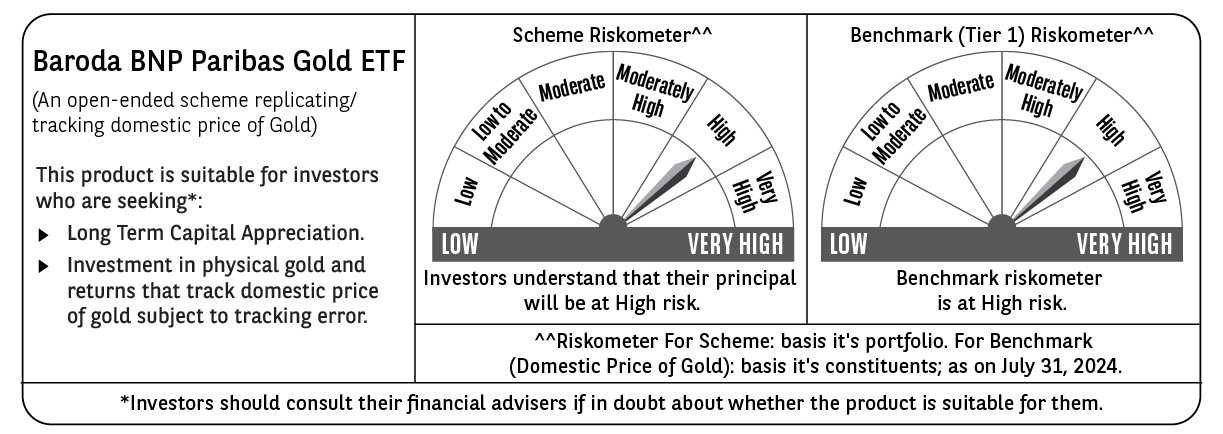 Baroda BNP Paribas Gold ETF
(An open-ended scheme replicating/
tracking domestic price of Gold)
This product is suitable for investors
who are seeking*:
▶ Long Term Capital Appreciation.
▶ Investment in physical gold and
returns that track domestic price
of gold subject to tracking error.
Scheme Riskometer^^
Low
Low to
Moderate
Moderate
Moderately
High
High
Very
High
LOW VERY HIGH
Investors understand that their principal
will be at High risk.
Benchmark (Tier 1) Riskometer^^
Low
Low to
Moderate
Moderate
Moderately
High
High
Very
High
LOW VERY HIGH
Benchmark riskometer
is at High risk.
^^Riskometer For Scheme: basis it's portfolio. For Benchmark
(Domestic Price of Gold): basis it's constituents; as on July 31, 2024.
*Investors should consult their financial advisers if in doubt about whether the product is suitable for them.